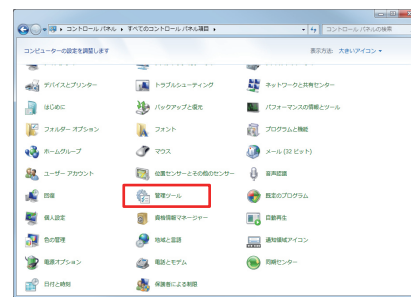 コントロール パネル ▸ すべてのコントロール パネル項目 ▸
コントロール パネルの検索
コンピューターの設定を調整します
表示方法: 大きいアイコン
デバイスとプリンター トラブルシューティング ネットワークと共有センター
はじめに バックアップと復元 パフォーマンスの情報とツール
フォルダー オプション フォント プログラムと機能
ホームグループ マウス メール (32 ビット)
ユーザー アカウント 位置センサーとその他のセンサー 音声認識
回復 管理ツール 既定のプログラム
個人設定 資格情報マネージャー 自動再生
色の管理 地域と言語 通知領域アイコン
電源オプション 電話とモデム 同期センター
日付と時刻 保護者による制限